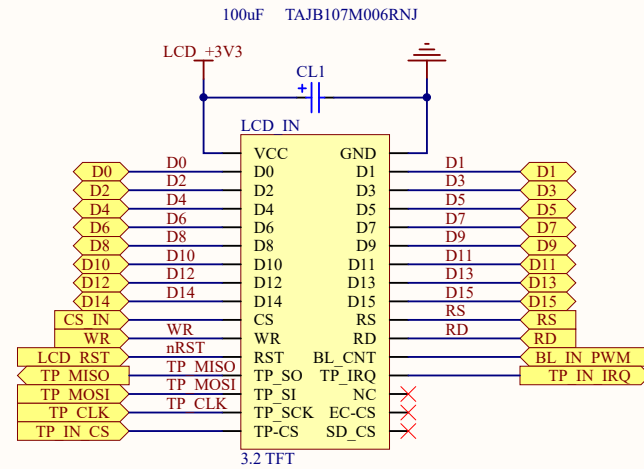 100uF TAJB107M006RNJ
LCD_+3V3
CL1
+
LCD_IN
VCC GND
D0 D0 D0 D1 D1 D1
D2 D2 D2 D3 D3 D3
D4 D4 D4 D5 D5 D5
D6 D6 D6 D7 D7 D7
D8 D8 D8 D9 D9 D9
D10 D10 D10 D11 D11 D11
D12 D12 D12 D13 D13 D13
D14 D14 D14 D15 D15 D15
CS_IN CS RS RS RS
WR WR WR RD RD RD
LCD_RST nRST RST BL_CNT BL_IN_PWM
TP_MISO TP_MISO TP_SO TP_IRQ TP_IN_IRQ
TP_MOSI TP_MOSI TP_SI NC
TP_CLK TP_CLK TP_SCK EC-CS
TP_IN_CS TP-CS SD_CS
3.2 TFT